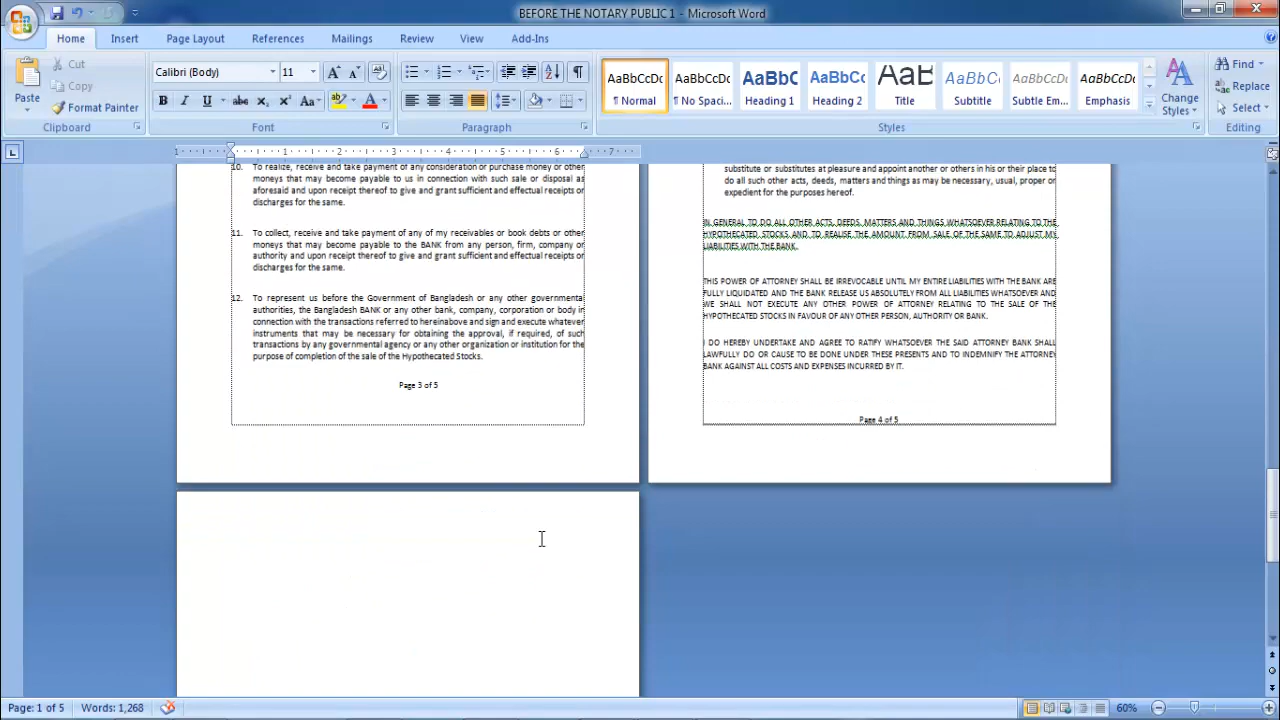 BEFORE THE NOTARY PUBLIC 1 - Microsoft Word
Home Insert Page Layout References Mailings Review View Add-Ins
Paste
Cut
Copy
Format Painter
Clipboard
Calibri (Body) 11
B I U abc X₂ X² Aa A
Font
Paragraph
AaBbCcDc AaBbCcDc AaBbC AaBbCc AaB AaBbCc. AaBbCcDc AaBbCcDc
¶ Normal ¶ No Spaci... Heading 1 Heading 2 Title Subtitle Subtle Em... Emphasis
Change
Styles
Styles
Find
Replace
Select
Editing
1 1 2 3 4 5 6 7
10. To realize, receive and take payment of any consideration or purchase money or other
moneys that may become payable to us in connection with such sale or disposal as
aforesaid and upon receipt thereof to give and grant sufficient and effectual receipts or
discharges for the same.
11. To collect, receive and take payment of any of my receivables or book debts or other
moneys that may become payable to the BANK from any person, firm, company or
authority and upon receipt thereof to give and grant sufficient and effectual receipts or
discharges for the same.
12. To represent us before the Government of Bangladesh or any other governmental
authorities, the Bangladesh BANK or any other bank, company, corporation or body in
connection with the transactions referred to hereinabove and sign and execute whatever
instruments that may be necessary for obtaining the approval, if required, of such
transactions by any governmental agency or any other organization or institution for the
purpose of completion of the sale of the Hypothecated Stocks.
Page 3 of 5
substitute or substitutes at pleasure and appoint another or others in his or their place to
do all such other acts, deeds, matters and things as may be necessary, usual, proper or
expedient for the purposes hereof.
IN GENERAL TO DO ALL OTHER ACTS, DEEDS, MATTERS AND THINGS WHATSOEVER RELATING TO THE
HYPOTHECATED STOCKS AND TO REALISE THE AMOUNT FROM SALE OF THE SAME TO ADJUST MY
LIABILITIES WITH THE BANK.
THIS POWER OF ATTORNEY SHALL BE IRREVOCABLE UNTIL MY ENTIRE LIABILITIES WITH THE BANK ARE
FULLY LIQUIDATED AND THE BANK RELEASE US ABSOLUTELY FROM ALL LIABILITIES WHATSOEVER AND
WE SHALL NOT EXECUTE ANY OTHER POWER OF ATTORNEY RELATING TO THE SALE OF THE
HYPOTHECATED STOCKS IN FAVOUR OF ANY OTHER PERSON, AUTHORITY OR BANK.
I DO HEREBY UNDERTAKE AND AGREE TO RATIFY WHATSOEVER THE SAID ATTORNEY BANK SHALL
LAWFULLY DO OR CAUSE TO BE DONE UNDER THESE PRESENTS AND TO INDEMNIFY THE ATTORNEY
BANK AGAINST ALL COSTS AND EXPENSES INCURRED BY IT.
Page 4 of 5
Page: 1 of 5 Words: 1,268 60%